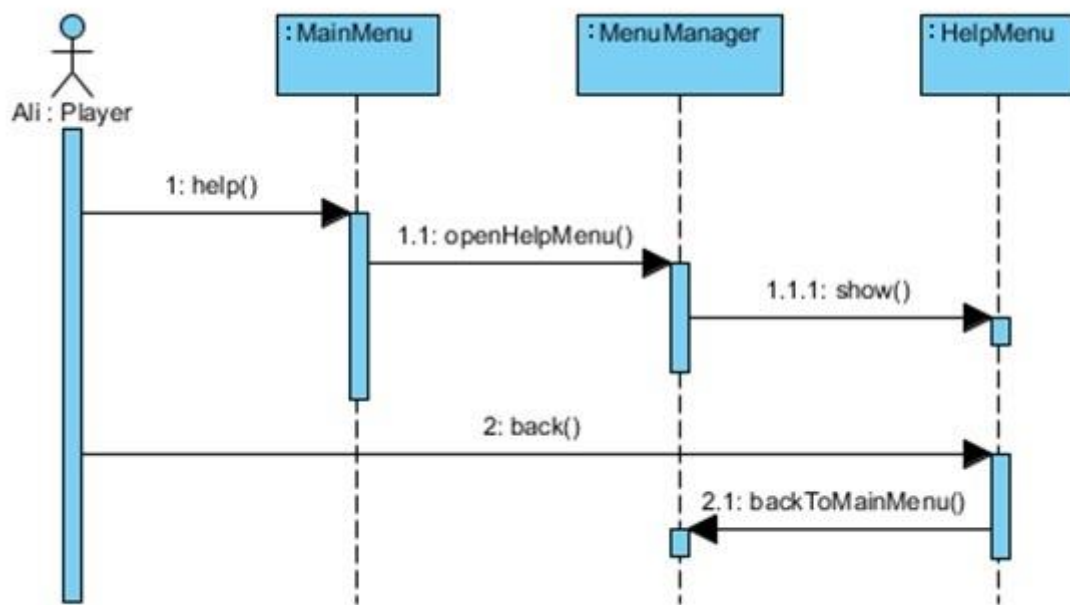 : MainMenu
: MenuManager
: HelpMenu
Ali : Player
1: help()
1.1: openHelpMenu()
1.1.1: show()
2: back()
2.1: backToMainMenu()